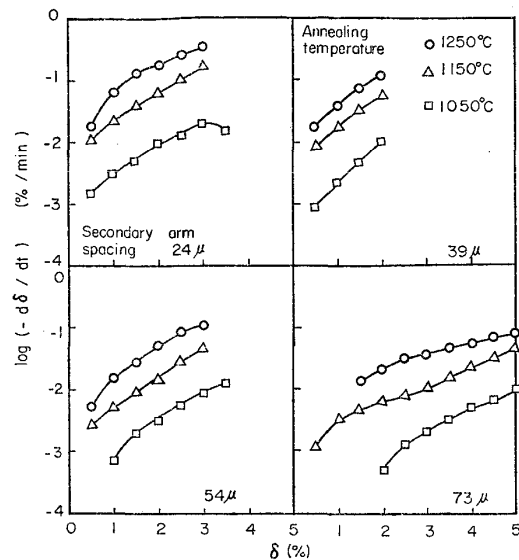 0
-1
-2
-3
-4
Secondary arm
spacing 24μ
Annealing
temperature
1250°C
1150°C
1050°C
39μ
log (-dδ/dt) (%/min)
0
-1
-2
-3
-4
54μ
73μ
0 1 2 3 4 5 1 2 3 4 5
δ (%)